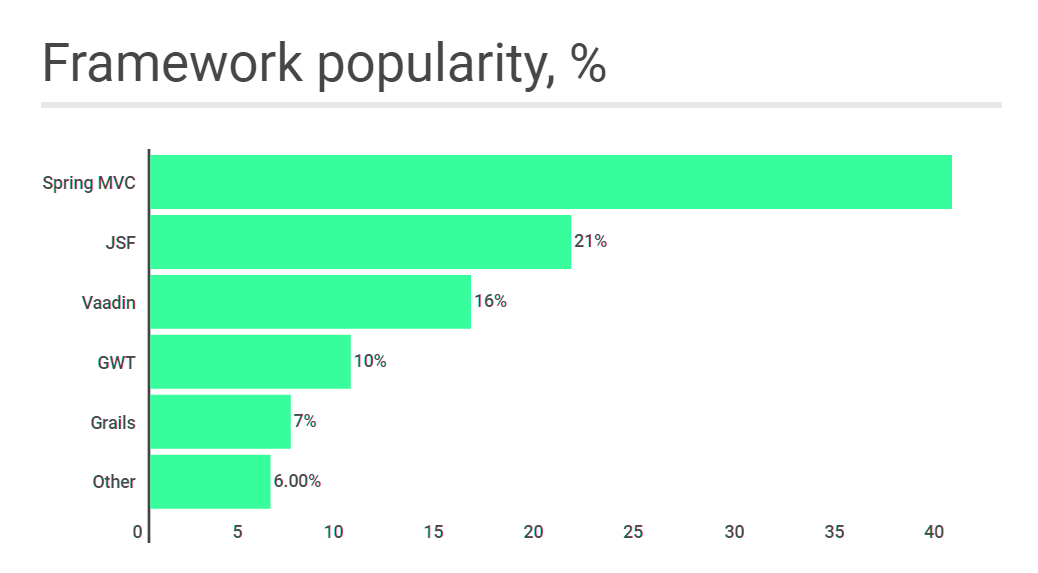 Framework popularity, %
Spring MVC
JSF
21%
Vaadin
16%
GWT
10%
Grails
7%
Other
6.00%
0 5 10 15 20 25 30 35 40